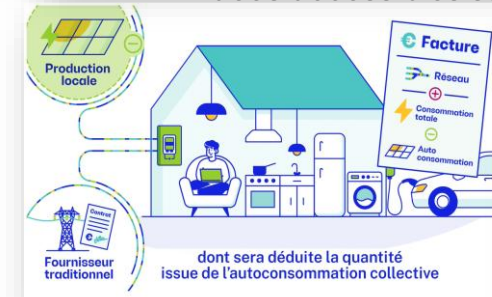 Production
locale
Fournisseur
traditionnel
Contrat
€
€ Facture
Réseau
Consommation
totale
Auto
consommation
dont sera déduite la quantité
issue de l'autoconsommation collective